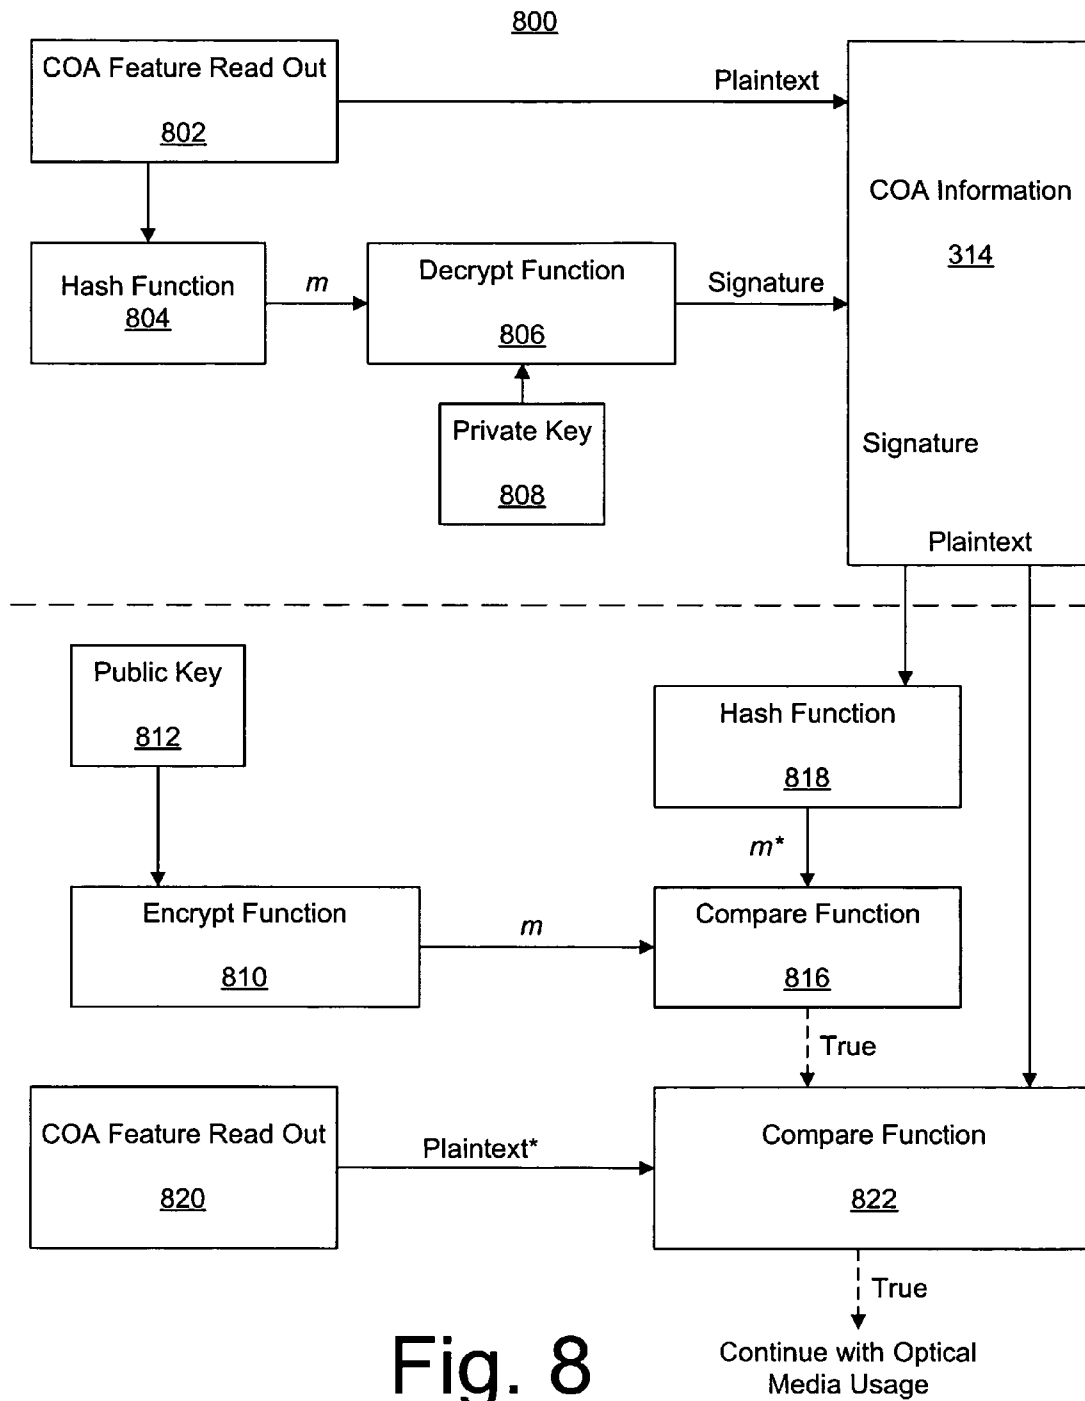 800
COA Feature Read Out
802
Plaintext
COA Information
314
Hash Function
804
m
Decrypt Function
806
Signature
Private Key
808
Signature
Plaintext
Public Key
812
Hash Function
818
m*
Encrypt Function
810
m
Compare Function
816
True
COA Feature Read Out
820
Plaintext*
Compare Function
822
True
Continue with Optical
Media Usage
Fig. 8